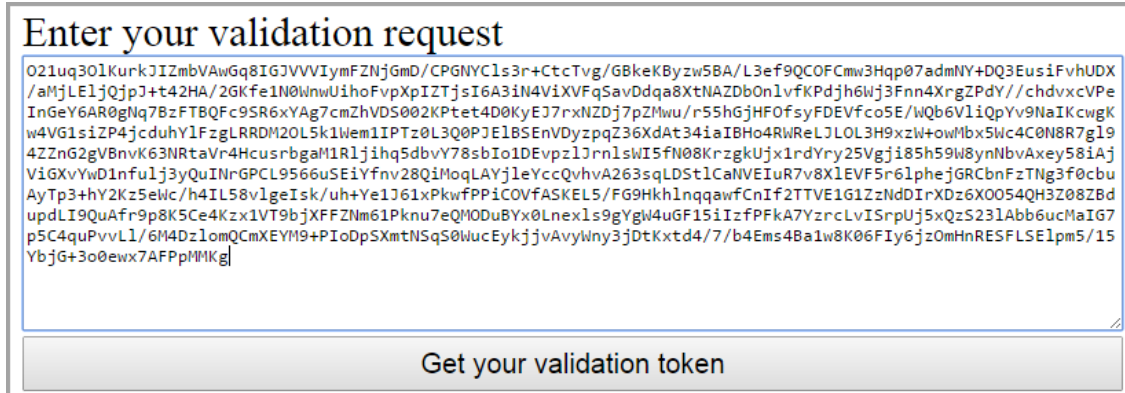 Enter your validation request
O21uq3OlKurkJIZmbVAwGq8IGJVVVIymFZNjGmD/CPGNYCls3r+CtcTvg/GBkeKByzw5BA/L3ef9QCOFCmw3Hqp07admNY+DQ3EusiFvhUDX
/aMjLEljQjpJ+t42HA/2GKfe1N0WnwUihoFvpXpIZTjsI6A3iN4ViXVFqSavDdqa8XtNAZDbOnlvfKPdjh6Wj3Fnn4XrgZPdY//chdvxcVPe
InGeY6AR0gNq7BzFTBQFc9SR6xYAg7cmZhVDS002KPtet4D0KyEJ7rxNZDj7pZMwu/r55hGjHFOfsyFDEVfco5E/WQb6VliQpYv9NaIKcwgK
w4VG1siZP4jcduhYlFzgLRRDM2OL5k1Wem1IPTz0L3Q0PJElBSEnVDyzpqZ36XdAt34iaIBHo4RWReLJLOL3H9xzW+owMbx5Wc4C0N8R7gl9
4ZZnG2gVBnvK63NRtaVr4HcusrbgaM1Rljihq5dbvY78sbIo1DEvpzlJrnlsWI5fN08KrzgkUjx1rdYry25Vgji85h59W8ynNbvAxey58iAj
ViGXvYwD1nfulj3yQuINrGPCL9566uSEiYfnv28QiMoqLAYjleYccQvhvA263sqLDStlCaNVEIuR7v8XlEVF5r6lphejGRCbnFzTNg3f0cbu
AyTp3+hY2Kz5eWc/h4IL58vlgeIsk/uh+Ye1J61xPkwfPPiCOVfASKEL5/FG9HkhlnqqawfCnIf2TTVE1G1ZzNdDIrXDz6XOO54QH3Z08ZBd
updLI9QuAfr9p8K5Ce4Kzx1VT9bjXFFZNm61Pknu7eQMODuBYx0Lnexls9gYgW4uGF15iIzfPFkA7YzrcLvISrpUj5xQzS23lAbb6ucMaIG7
p5C4quPvvLl/6M4DzlomQCmXEYM9+PIoDpSXmtNSqS0WucEykjjvAvyWny3jDtKxtd4/7/b4Ems4Ba1w8K06FIy6jzOmHnRESFLSElpm5/15
YbjG+3o0ewx7AFPpMMKg
Get your validation token